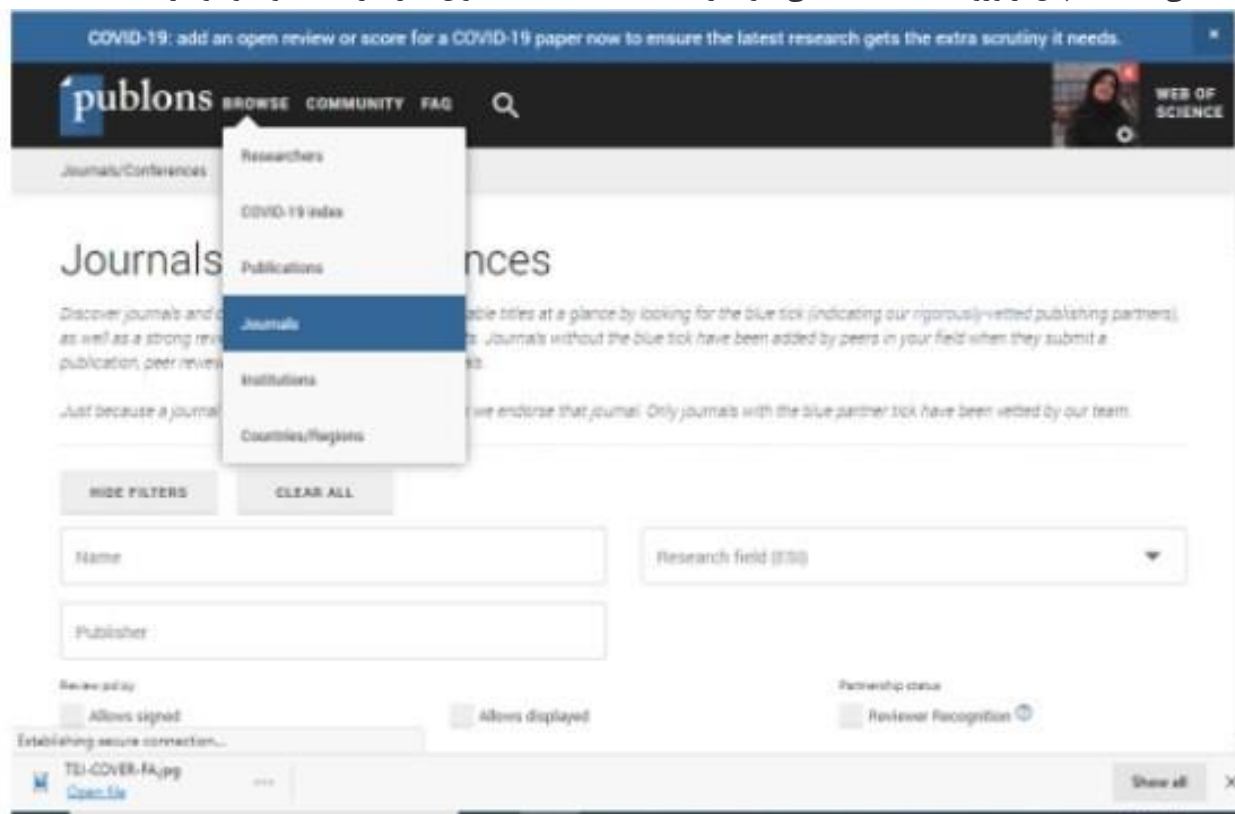 COVID-19: add an open review or score for a COVID-19 paper now to ensure the latest research gets the extra scrutiny it needs.
publons BROWSE COMMUNITY FAQ
WEB OF SCIENCE
Journals/Conferences
Researchers
COVID-19 index
Publications
Journals
Institutions
Countries/Regions
Journals nces
Discover journals and able titles at a glance by looking for the blue tick (indicating our rigorously-vetted publishing partners),
as well as a strong Journals without the blue tick have been added by peers in your field when they submit a
publication, peer
Just because a journal we endorse that journal. Only journals with the blue partner tick have been vetted by our team.
HIDE FILTERS CLEAR ALL
Name Research field (ESI)
Publisher
Review policy Partnership status
Allows signed Allows displayed Reviewer Recognition
Establishing secure connection...
TEJ-COVER-FA.jpg
Open file
Show all